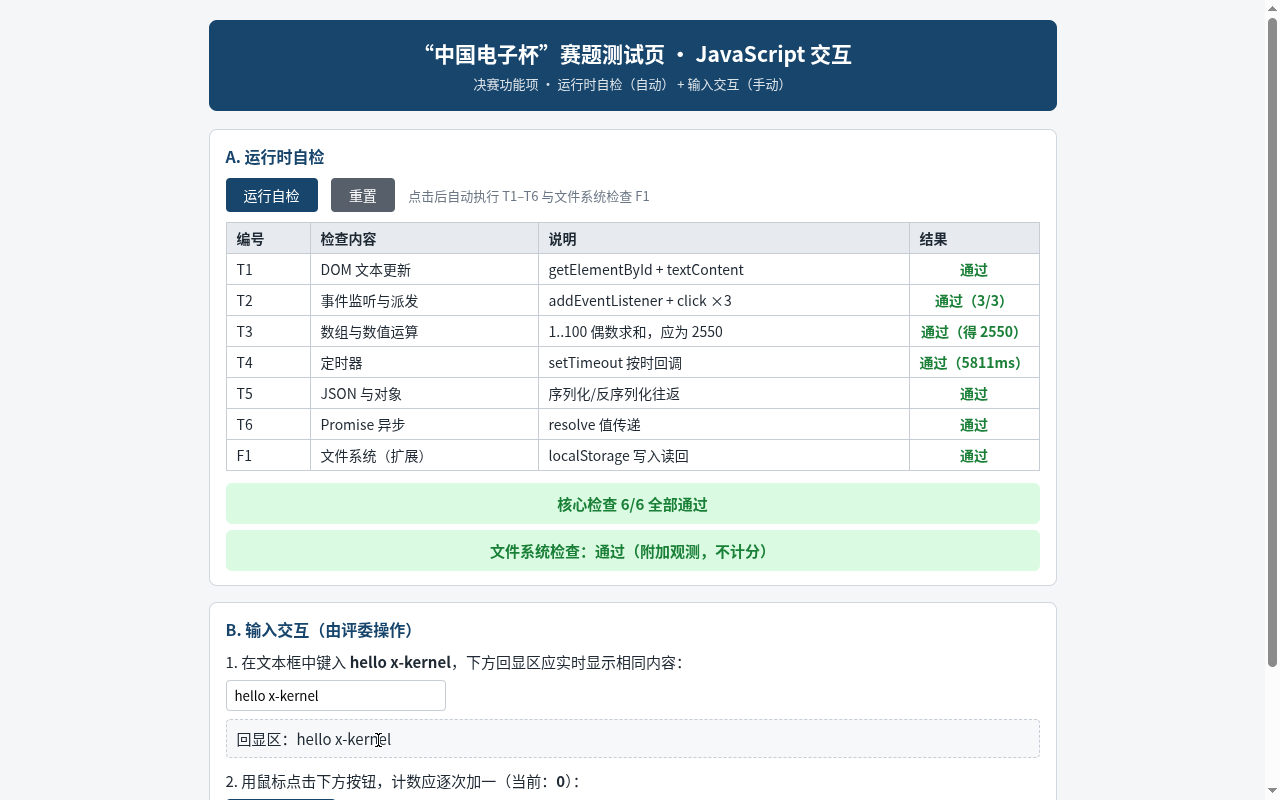 “中国电子杯”赛题测试页 · JavaScript 交互
决赛功能项 · 运行时自检（自动）+ 输入交互（手动）
A. 运行时自检
运行自检 重置 点击后自动执行 T1–T6 与文件系统检查 F1
编号 检查内容 说明 结果
T1 DOM 文本更新 getElementById + textContent 通过
T2 事件监听与派发 addEventListener + click ×3 通过（3/3）
T3 数组与数值运算 1..100 偶数求和，应为 2550 通过（得 2550）
T4 定时器 setTimeout 按时回调 通过（5811ms）
T5 JSON 与对象 序列化/反序列化往返 通过
T6 Promise 异步 resolve 值传递 通过
F1 文件系统（扩展） localStorage 写入读回 通过
核心检查 6/6 全部通过
文件系统检查：通过（附加观测，不计分）
B. 输入交互（由评委操作）
1. 在文本框中键入 hello x-kernel，下方回显区应实时显示相同内容：
hello x-kernel
回显区：hello x-kernel
2. 用鼠标点击下方按钮，计数应逐次加一（当前：0）：